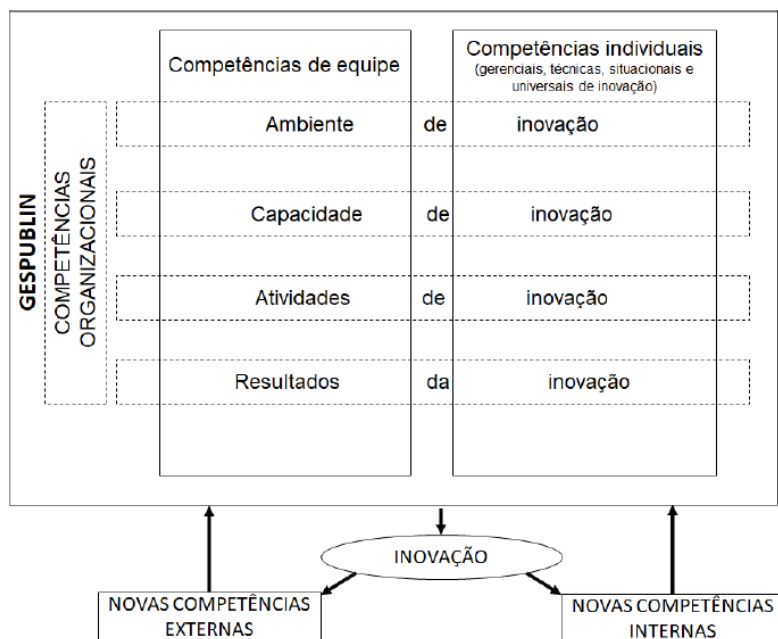 Competências de equipe
Competências individuais
(gerenciais, técnicas, situacionais e
universais de inovação)
GESPUBLIN
COMPETÊNCIAS
ORGANIZACIONAIS
Ambiente de inovação
Capacidade de inovação
Atividades de inovação
Resultados da inovação
INOVAÇÃO
NOVAS COMPETÊNCIAS
EXTERNAS
NOVAS COMPETÊNCIAS
INTERNAS